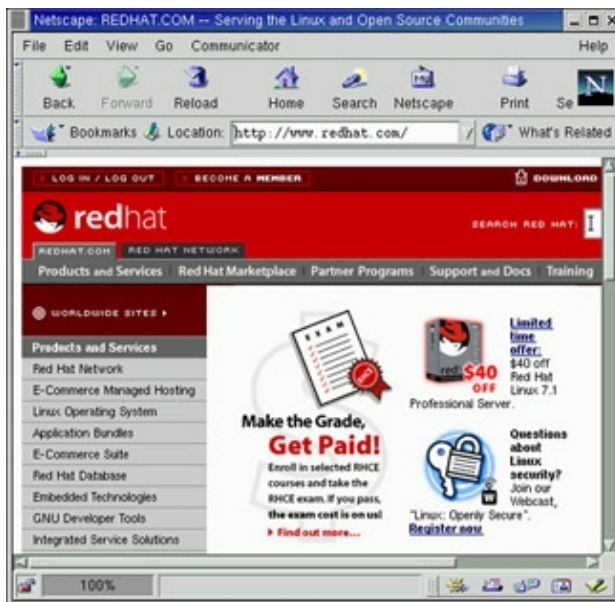 Netscape: REDHAT.COM -- Serving the Linux and Open Source Communities
File Edit View Go Communicator Help
Back Forward Reload Home Search Netscape Print Se
N
Bookmarks Location: http://www.redhat.com/ What's Related
LOG IN / LOG OUT BECOME A MEMBER DOWNLOAD
redhat
SEARCH RED HAT:
REDHAT.COM RED HAT NETWORK
Products and Services Red Hat Marketplace Partner Programs Support and Docs Training
WORLDWIDE SITES
Products and Services
Red Hat Network
E-Commerce Managed Hosting
Linux Operating System
Application Bundles
E-Commerce Suite
Red Hat Database
Embedded Technologies
GNU Developer Tools
Integrated Service Solutions
EXAM
Make the Grade,
Get Paid!
Enroll in selected RHCE
courses and take the
RHCE exam. If you pass,
the exam cost is on us!
Find out more...
red
$40
OFF
Limited
time
offer:
$40 off
Red Hat
Linux 7.1
Professional Server.
Questions
about
Linux
security?
Join our
Webcast,
"Linux: Openly Secure".
Register now
100%